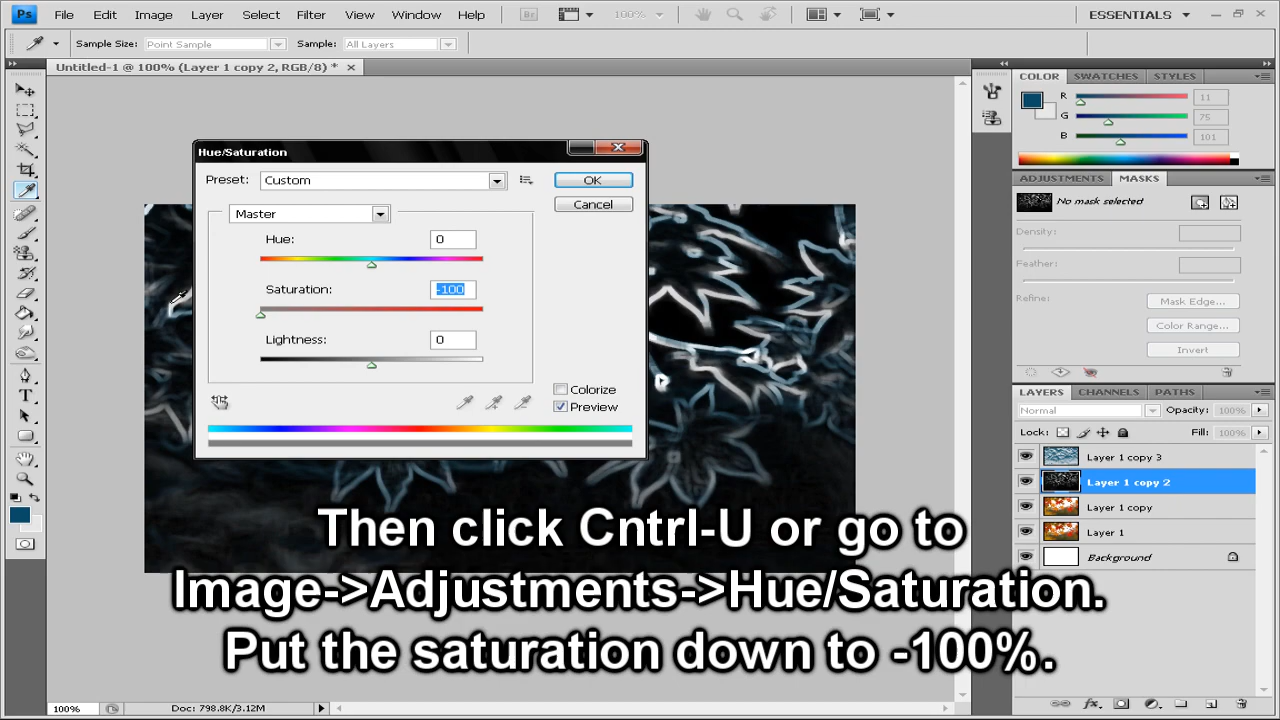 Ps File Edit Image Layer Select Filter View Window Help Br 100% ESSENTIALS
Sample Size: Point Sample Sample: All Layers
Untitled-1 @ 100% (Layer 1 copy 2, RGB/8) *
COLOR SWATCHES STYLES
R 11
G 75
B 101
Hue/Saturation
Preset: Custom OK
Cancel
Master
Hue: 0
Saturation: -100
Lightness: 0
Colorize
Preview
ADJUSTMENTS MASKS
No mask selected
Density:
Feather:
Refine: Mask Edge...
Color Range...
Invert
LAYERS CHANNELS PATHS
Normal Opacity: 100%
Lock: Fill: 100%
Layer 1 copy 3
Layer 1 copy 2
Layer 1 copy
Layer 1
Background
Then click Cntrl-U or go to
Image->Adjustments->Hue/Saturation.
Put the saturation down to -100%.
100% Doc: 798.8K/3.12M